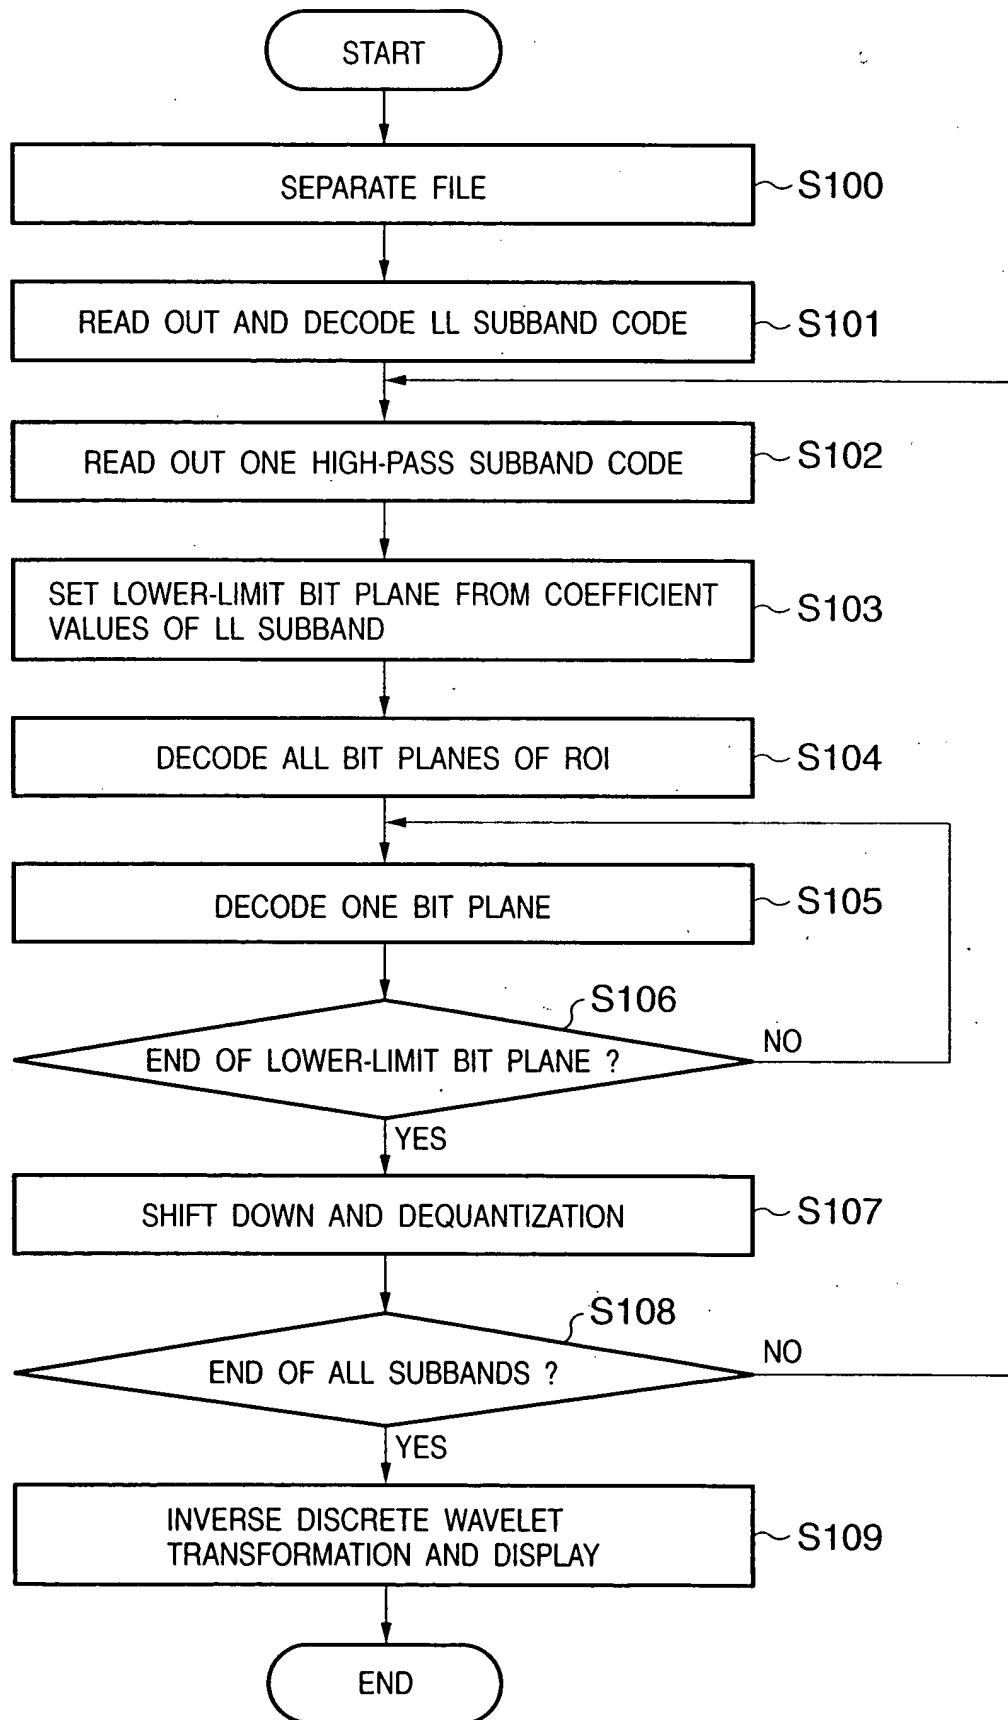 START
SEPARATE FILE
S100
READ OUT AND DECODE LL SUBBAND CODE
S101
READ OUT ONE HIGH-PASS SUBBAND CODE
S102
SET LOWER-LIMIT BIT PLANE FROM COEFFICIENT
VALUES OF LL SUBBAND
S103
DECODE ALL BIT PLANES OF ROI
S104
DECODE ONE BIT PLANE
S105
S106
END OF LOWER-LIMIT BIT PLANE ?
NO
YES
SHIFT DOWN AND DEQUANTIZATION
S107
S108
END OF ALL SUBBANDS ?
NO
YES
INVERSE DISCRETE WAVELET
TRANSFORMATION AND DISPLAY
S109
END